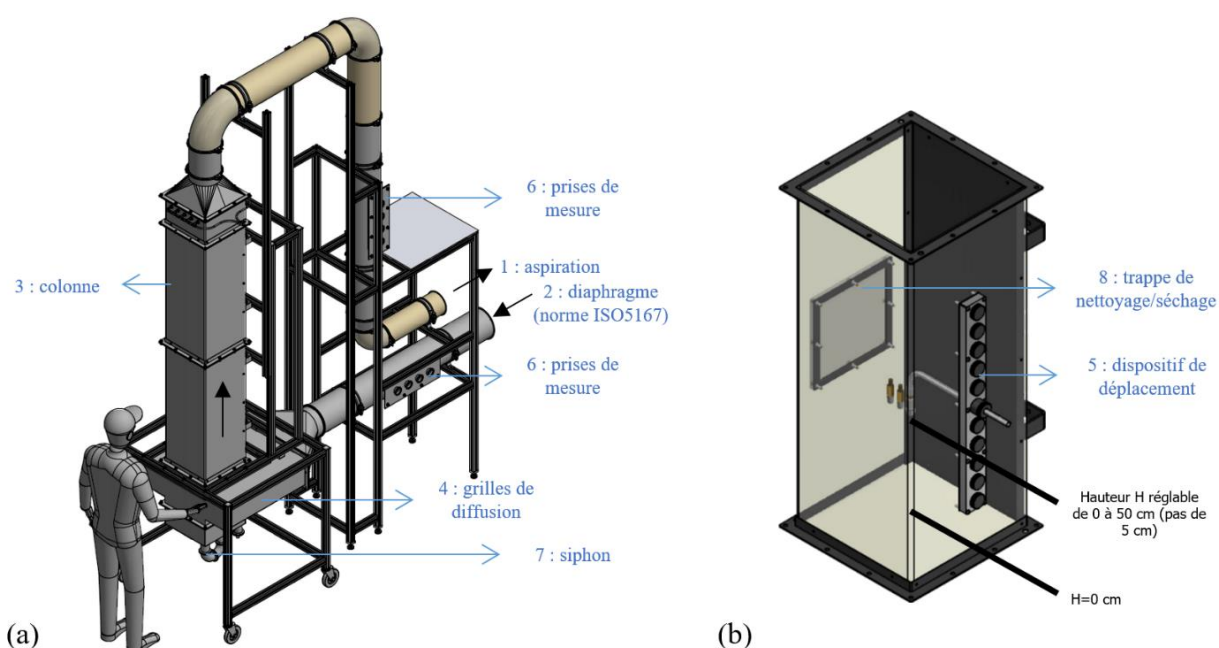 6 : prises de
mesure
1 : aspiration
2 : diaphragme
(norme ISO5167)
3 : colonne
6 : prises de
mesure
4 : grilles de
diffusion
7 : siphon
(a)
8 : trappe de
nettoyage/séchage
5 : dispositif de
déplacement
Hauteur H réglable
de 0 à 50 cm (pas de
5 cm)
H=0 cm
(b)